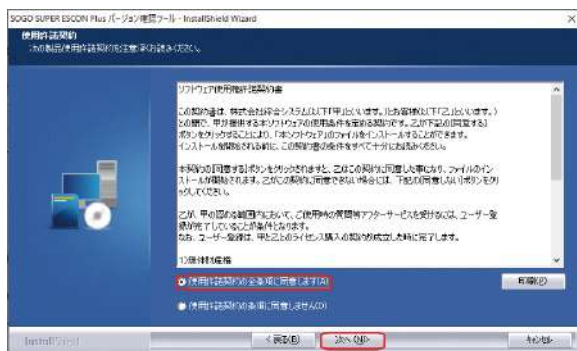 SOGO SUPER ESCON Plus バージョン確認ツール - InstallShield Wizard
使用許諾契約
次の製品使用許諾契約を注意深くお読みください。
ソフトウェア使用権許諾契約書
この契約書は、株式会社綜合システム(以下「甲」といいます。)とお客様(以下「乙」といいます。)
との間で、甲が提供する本ソフトウェアの使用条件を定める契約です。乙が下記の[同意する]
ボタンをクリックすることにより、「本ソフトウェア」のファイルをインストールすることができます。
インストールを開始される前に、この契約書の条件をすべて十分にお読みください。
本契約の[同意する]ボタンをクリックされますと、乙はこの契約に同意した事になり、ファイルのイン
ストールが開始されます。乙がこの契約に同意できない場合には、下記の[同意しない]ボタンをクリ
ックしてください。
乙が、甲の認める範囲内において、ご使用時の質問等アフターサービスを受けるには、ユーザー登
録が完了していることが条件となります。
なお、ユーザー登録は、甲と乙とのライセンス購入の契約が成立した時に完了します。
1)無体財産権
使用許諾契約の全条項に同意します(A)
印刷(P)
使用許諾契約の条項に同意しません(D)
InstallShield
< 戻る(B)
次へ(N)>
キャンセル